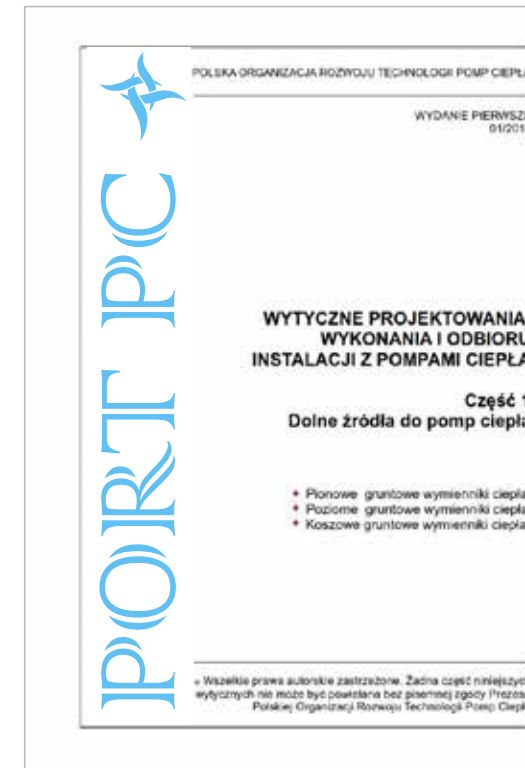 PORT PC
POLSKA ORGANIZACJA ROZWOJU TECHNOLOGII POMP CIEPŁA
WYDANIE PIERWSZE
01/201
WYTYCZNE PROJEKTOWANIA,
WYKONANIA I ODBIORU
INSTALACJI Z POMPAMI CIEPŁA
Część 1
Dolne źródła do pomp ciepła
Pionowe gruntowe wymienniki ciepła
Poziome gruntowe wymienniki ciepła
Koszowe gruntowe wymienniki ciepła
Wszelkie prawa autorskie zastrzeżone. Żadna część niniejszych
wytycznych nie może być powielana bez pisemnej zgody Prezesa
Polskiej Organizacji Rozwoju Technologii Pomp Ciepła